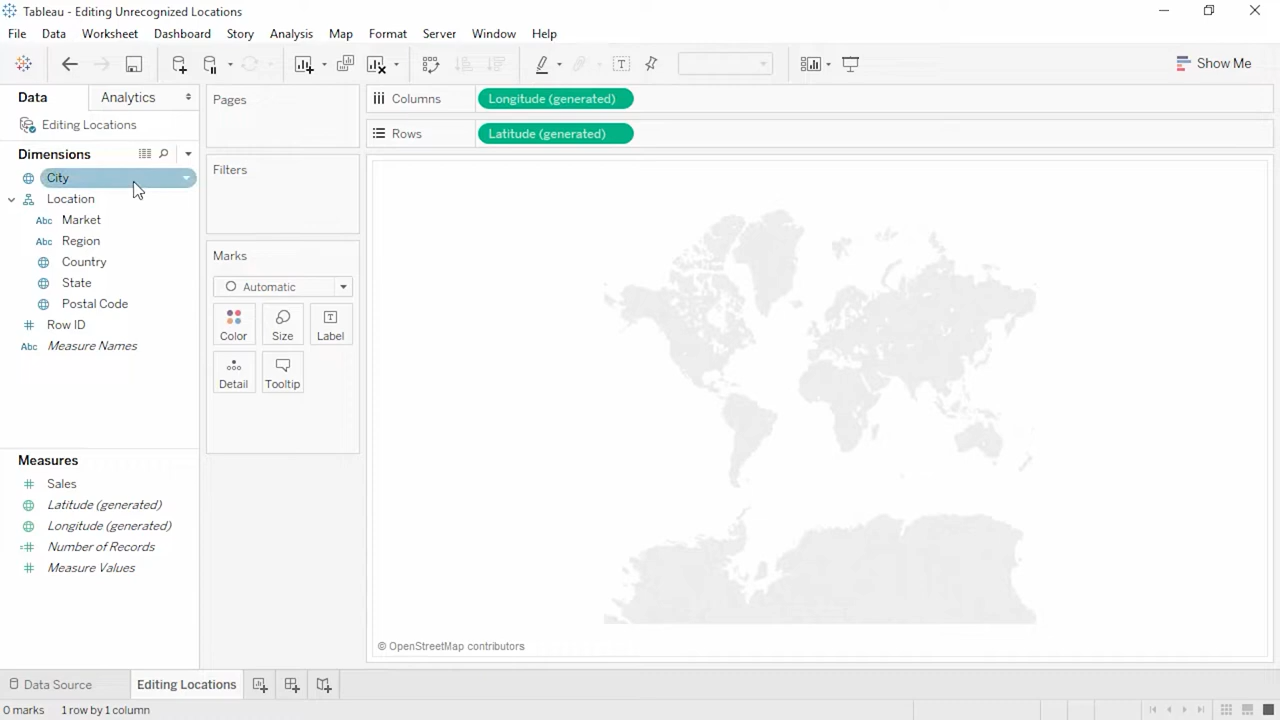 Tableau - Editing Unrecognized Locations
File Data Worksheet Dashboard Story Analysis Map Format Server Window Help
Show Me
Data Analytics
Editing Locations
Dimensions
City
Location
Abc Market
Abc Region
Country
State
Postal Code
Row ID
Abc Measure Names
Measures
Sales
Latitude (generated)
Longitude (generated)
Number of Records
Measure Values
Pages
Filters
Marks
Automatic
Color Size Label
Detail Tooltip
Columns Longitude (generated)
Rows Latitude (generated)
© OpenStreetMap contributors
Data Source Editing Locations
0 marks 1 row by 1 column